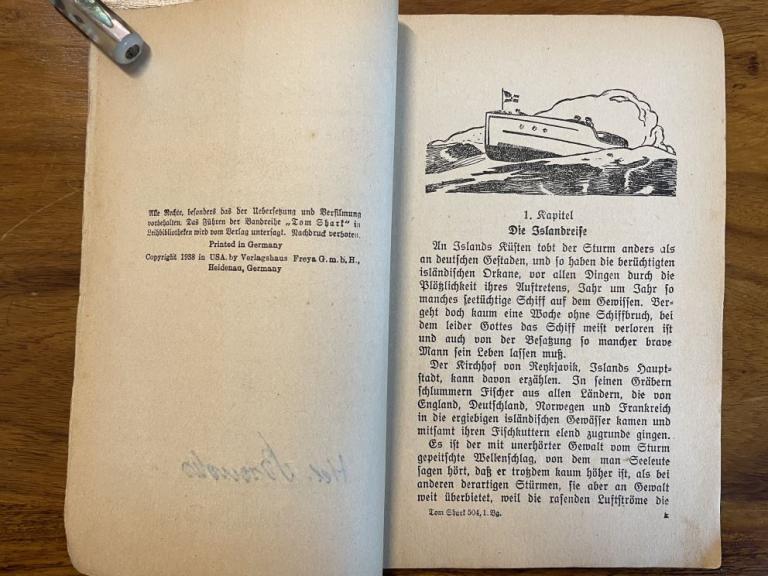 Alle Rechte, besonders das der Uebersetzung und Verfilmung
vorbehalten. Das Führen der Bandreihe „Tom Shark“ in
Leihbibliotheken wird vom Verlag untersagt. Nachdruck verboten.
Printed in Germany
Copyright 1938 in USA. by Verlagshaus Freya G. m. b. H.,
Heidenau, Germany
1. Kapitel
Die Islandreise
An Islands Küsten tobt der Sturm anders als
an deutschen Gestaden, und so haben die berüchtigten
isländischen Orkane, vor allen Dingen durch die
Plötzlichkeit ihres Auftretens, Jahr um Jahr so
manches seetüchtige Schiff auf dem Gewissen. Ver-
geht doch kaum eine Woche ohne Schiffbruch, bei
dem leider Gottes das Schiff meist verloren ist
und auch von der Besatzung so mancher brave
Mann sein Leben lassen muß.
Der Kirchhof von Reykjavik, Islands Haupt-
stadt, kann davon erzählen. In seinen Gräbern
schlummern Fischer aus allen Ländern, die von
England, Deutschland, Norwegen und Frankreich
in die ergiebigen isländischen Gewässer kamen und
mitsamt ihren Fischkuttern elend zugrunde gingen.
Es ist der mit unerhörter Gewalt vom Sturm
gepeitschte Wellenschlag, von dem man Seeleute
sagen hört, daß er trotzdem kaum höher ist, als bei
anderen derartigen Stürmen, sie aber an Gewalt
weit überbietet, weil die rasenden Luftströme die
Tom Shark 504, 1. Bg.